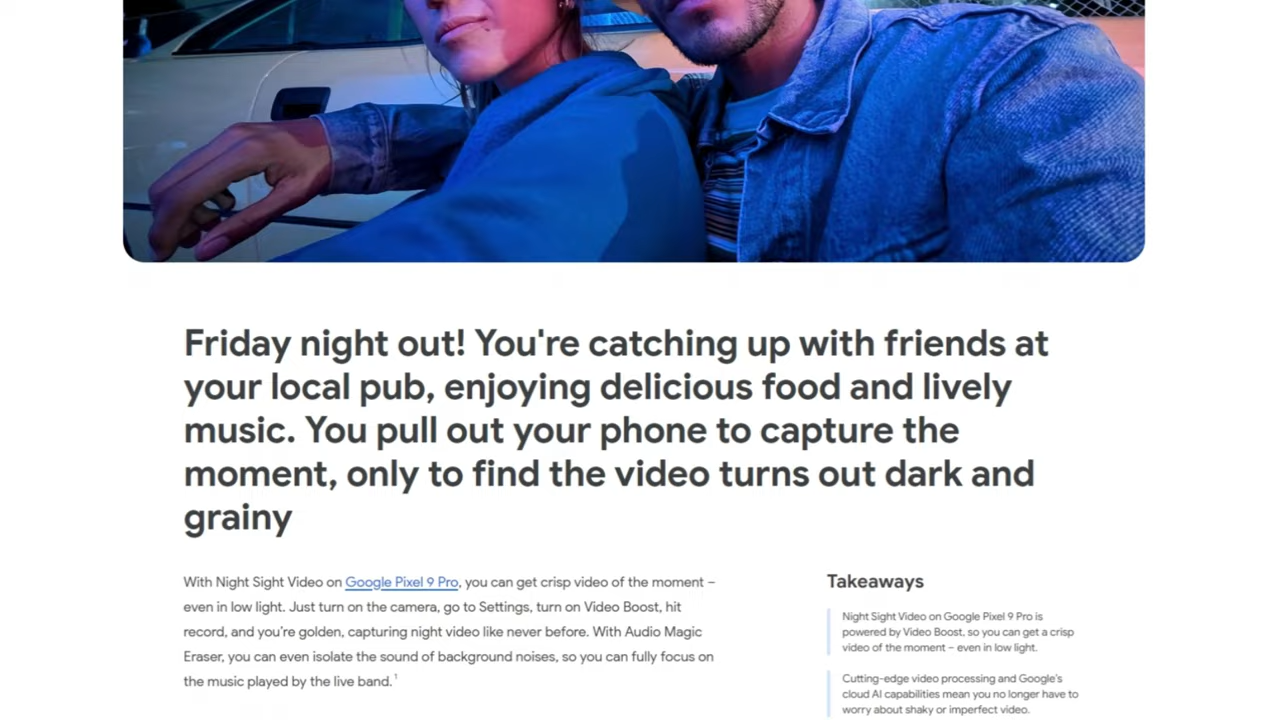 Friday night out! You're catching up with friends at
your local pub, enjoying delicious food and lively
music. You pull out your phone to capture the
moment, only to find the video turns out dark and
grainy
With Night Sight Video on Google Pixel 9 Pro, you can get crisp video of the moment –
even in low light. Just turn on the camera, go to Settings, turn on Video Boost, hit
record, and you're golden, capturing night video like never before. With Audio Magic
Eraser, you can even isolate the sound of background noises, so you can fully focus on
the music played by the live band.¹
Takeaways
Night Sight Video on Google Pixel 9 Pro is
powered by Video Boost, so you can get a crisp
video of the moment – even in low light.
Cutting-edge video processing and Google's
cloud AI capabilities mean you no longer have to
worry about shaky or imperfect video.